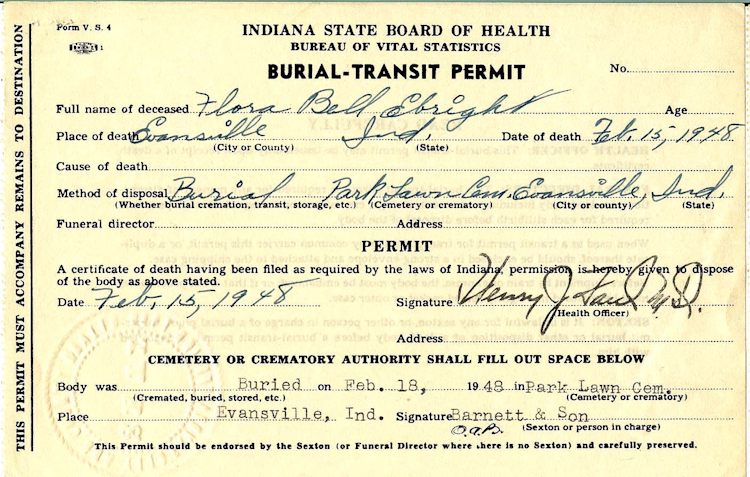 Form V. S. 4
INDIANA STATE BOARD OF HEALTH
BUREAU OF VITAL STATISTICS
BURIAL-TRANSIT PERMIT
No.
Full name of deceased Flora Bell Ebright Age
Place of death Evansville Ind. Date of death Feb. 15, 1948
(City or County) (State)
Cause of death
Method of disposal Burial Park Lawn Cem. Evansville, Ind.
(Whether burial cremation, transit, storage, etc.) (Cemetery or crematory) (City or county) (State)
Funeral director Address
PERMIT
A certificate of death having been filed as required by the laws of Indiana, permission is hereby given to dispose
of the body as above stated.
Date Feb. 15, 1948 Signature Henny J M.D.
(Health Officer)
Address
CEMETERY OR CREMATORY AUTHORITY SHALL FILL OUT SPACE BELOW
Body was Buried on Feb. 18, 1948 in Park Lawn Cem.
(Cremated, buried, stored, etc.) (Cemetery or crematory)
Place Evansville, Ind. Signature Barnett & Son
O.a.B. (Sexton or person in charge)
This Permit should be endorsed by the Sexton (or Funeral Director where there is no Sexton) and carefully preserved.
THIS PERMIT MUST ACCOMPANY REMAINS TO DESTINATION